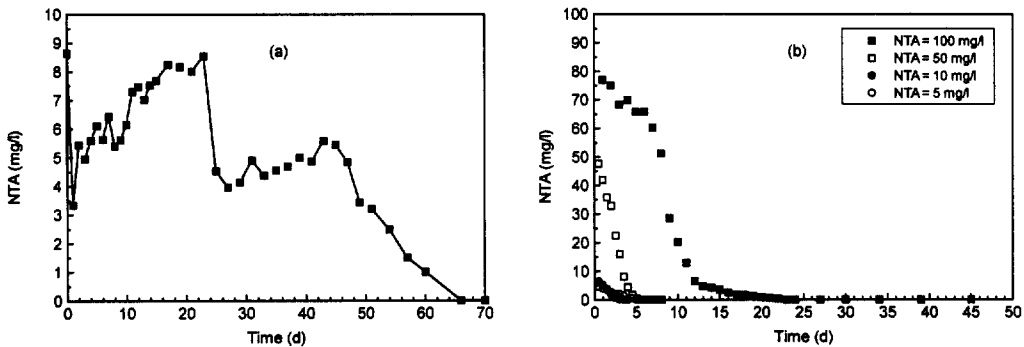 10
9
8
7
6
5
4
3
2
1
0
NTA (mg/l)
(a)
0 10 20 30 40 50 60 70
Time (d)
100
90
80
70
60
50
40
30
20
10
0
NTA (mg/l)
(b)
NTA = 100 mg/l
NTA = 50 mg/l
NTA = 10 mg/l
NTA = 5 mg/l
0 5 10 15 20 25 30 35 40 45 50
Time (d)